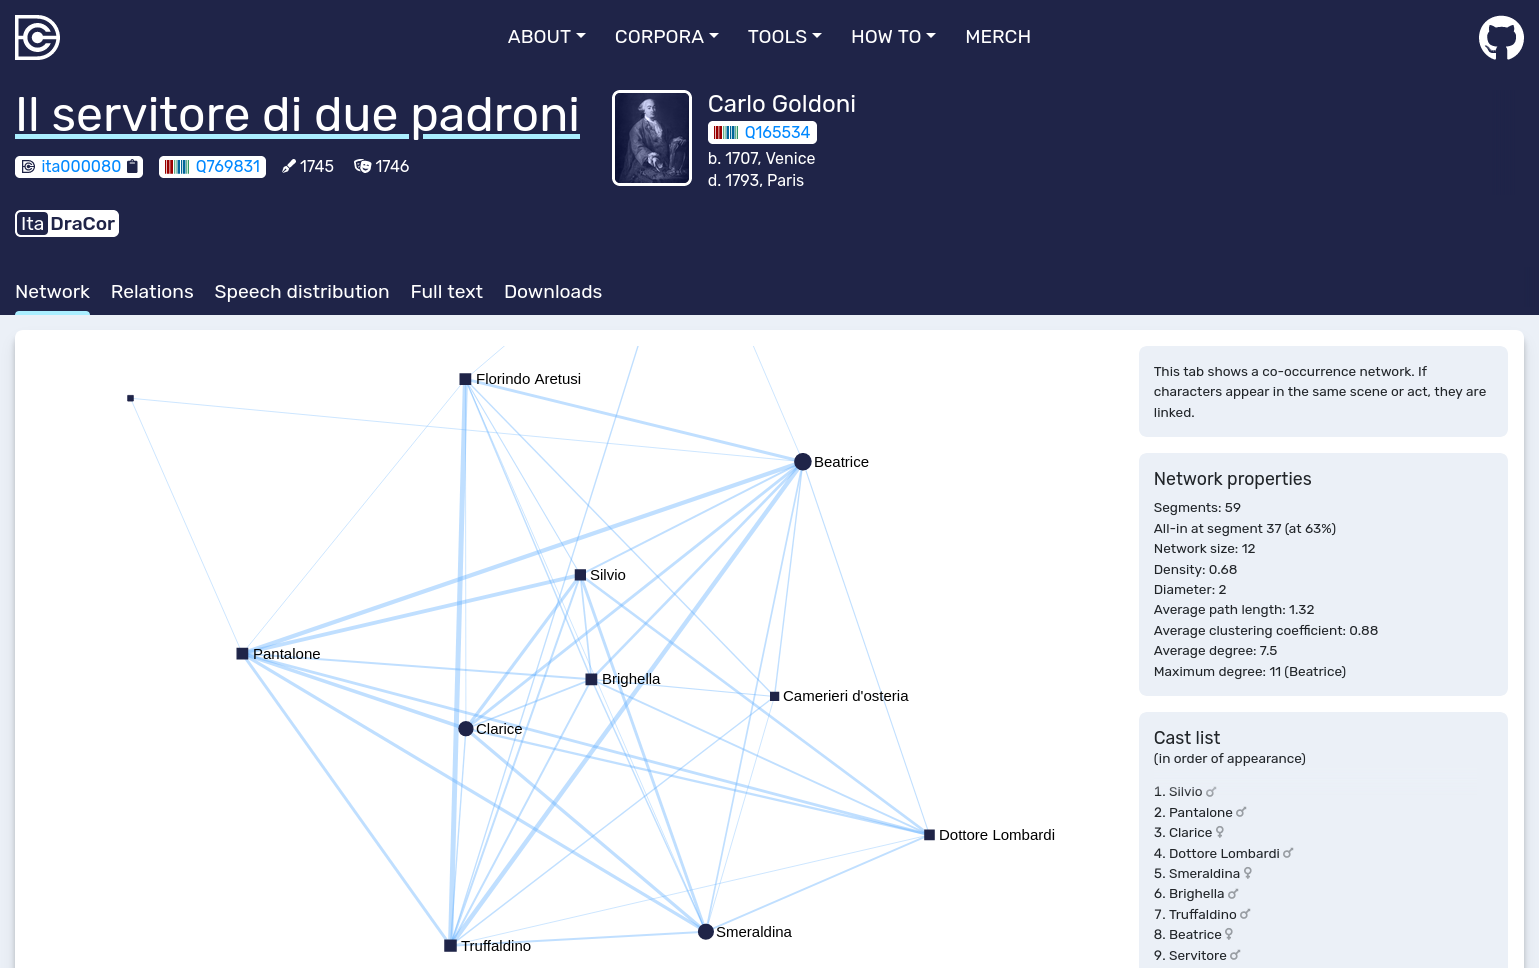 ABOUT CORPORA TOOLS HOW TO MERCH
Il servitore di due padroni
ita000080 Q769831 1745 1746
Ita DraCor
Carlo Goldoni
Q165534
b. 1707, Venice
d. 1793, Paris
Network Relations Speech distribution Full text Downloads
Florindo Aretusi
Beatrice
Silvio
Pantalone
Brighella
Camerieri d'osteria
Clarice
Dottore Lombardi
Smeraldina
Truffaldino
This tab shows a co-occurrence network. If
characters appear in the same scene or act, they are
linked.
Network properties
Segments: 59
All-in at segment 37 (at 63%)
Network size: 12
Density: 0.68
Diameter: 2
Average path length: 1.32
Average clustering coefficient: 0.88
Average degree: 7.5
Maximum degree: 11 (Beatrice)
Cast list
(in order of appearance)
1. Silvio ♂
2. Pantalone ♂
3. Clarice ♀
4. Dottore Lombardi ♂
5. Smeraldina ♀
6. Brighella ♂
7. Truffaldino ♂
8. Beatrice ♀
9. Servitore ♂